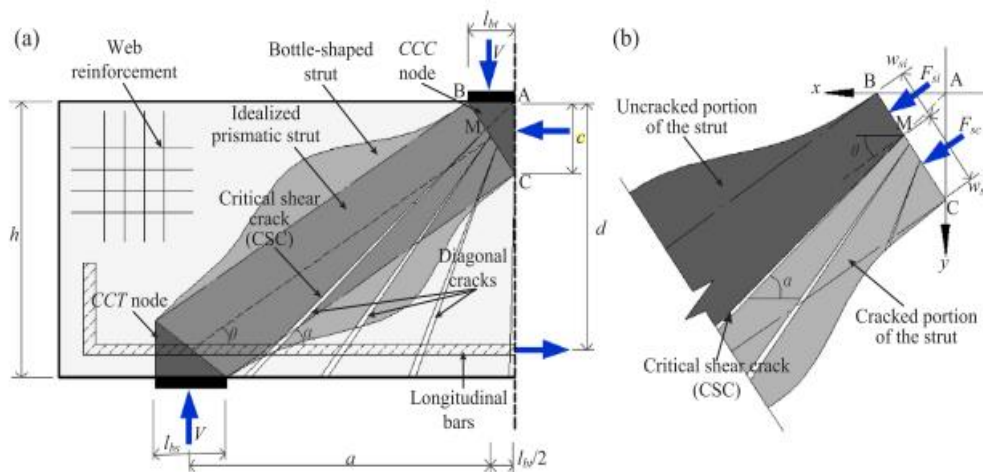 (a)
Web
reinforcement
Bottle-shaped
strut
CCC
node
l_bt
V
B
A
Idealized
prismatic strut
M
c
C
Critical shear
crack
(CSC)
h
d
Diagonal
cracks
CCT node
θ
α
Longitudinal
bars
l_bs
V
a
l_bt/2
(b)
w_si
F_si
B
A
x
Uncracked portion
of the strut
M
F_sc
θ
C
y
α
Critical shear crack
(CSC)
Cracked portion
of the strut